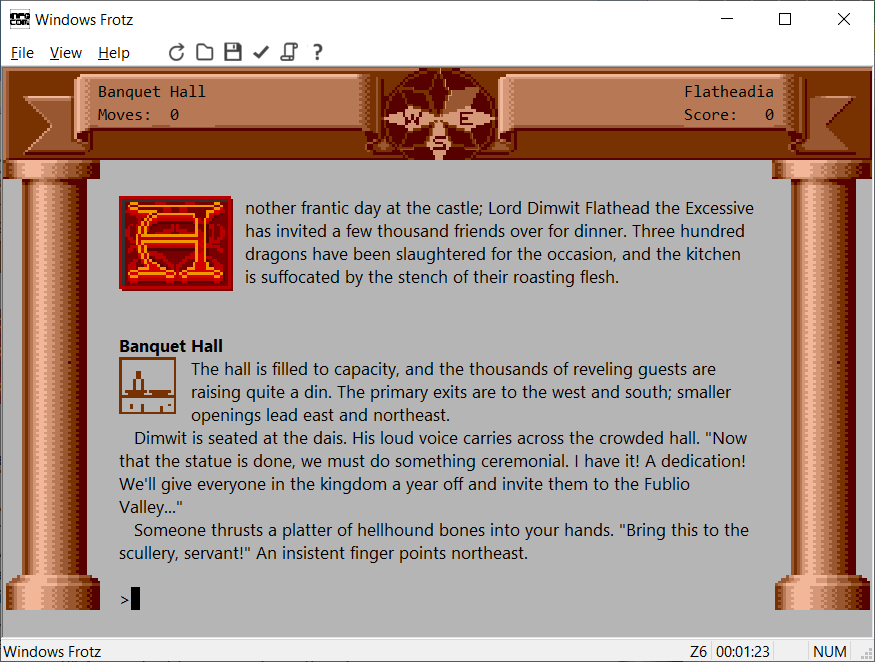 Windows Frotz
File View Help
Banquet Hall
Flatheadia
Moves: 0
Score: 0
W E
S
A
nother frantic day at the castle; Lord Dimwit Flathead the Excessive
has invited a few thousand friends over for dinner. Three hundred
dragons have been slaughtered for the occasion, and the kitchen
is suffocated by the stench of their roasting flesh.
Banquet Hall
The hall is filled to capacity, and the thousands of reveling guests are
raising quite a din. The primary exits are to the west and south; smaller
openings lead east and northeast.
Dimwit is seated at the dais. His loud voice carries across the crowded hall. "Now
that the statue is done, we must do something ceremonial. I have it! A dedication!
We'll give everyone in the kingdom a year off and invite them to the Fublio
Valley..."
Someone thrusts a platter of hellhound bones into your hands. "Bring this to the
scullery, servant!" An insistent finger points northeast.
>
Windows Frotz
Z6 00:01:23 NUM